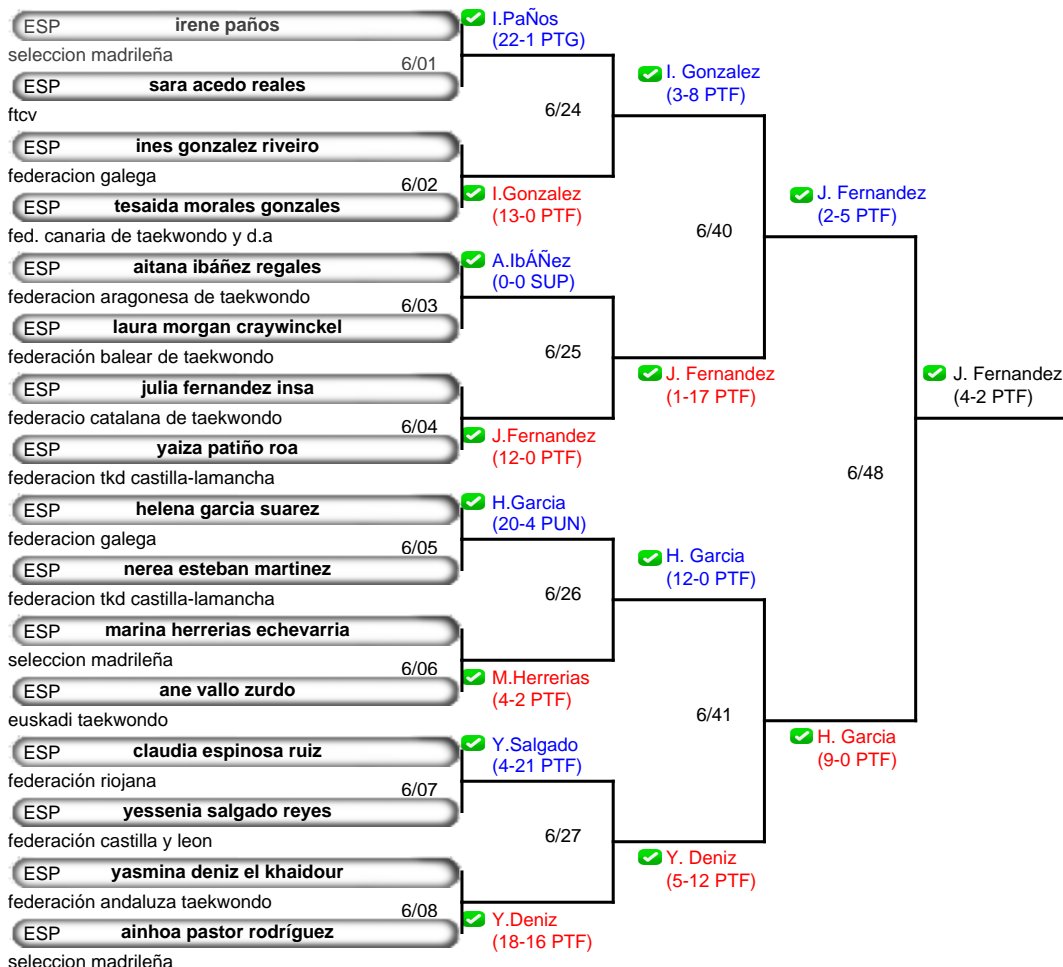 ESP irene paños
seleccion madrileña
6/01
ESP sara acedo reales
ftcv
ESP ines gonzalez riveiro
federacion galega
6/02
ESP tesaida morales gonzales
fed. canaria de taekwondo y d.a
ESP aitana ibáñez regales
federacion aragonesa de taekwondo
6/03
ESP laura morgan craywinckel
federación balear de taekwondo
ESP julia fernandez insa
federacio catalana de taekwondo
6/04
ESP yaiza patiño roa
federacion tkd castilla-lamancha
ESP helena garcia suarez
federacion galega
6/05
ESP nerea esteban martinez
federacion tkd castilla-lamancha
ESP marina herrerias echevarria
seleccion madrileña
6/06
ESP ane vallo zurdo
euskadi taekwondo
ESP claudia espinosa ruiz
federación riojana
6/07
ESP yessenia salgado reyes
federación castilla y leon
ESP yasmina deniz el khaidour
federación andaluza taekwondo
6/08
ESP ainhoa pastor rodríguez
seleccion madrileña
I.PaÑos
(22-1 PTG)
6/24
I.Gonzalez
(13-0 PTF)
A.IbÁÑez
(0-0 SUP)
6/25
J.Fernandez
(12-0 PTF)
H.Garcia
(20-4 PUN)
6/26
M.Herrerias
(4-2 PTF)
Y.Salgado
(4-21 PTF)
6/27
Y.Deniz
(18-16 PTF)
I. Gonzalez
(3-8 PTF)
6/40
J. Fernandez
(1-17 PTF)
H. Garcia
(12-0 PTF)
6/41
Y. Deniz
(5-12 PTF)
J. Fernandez
(2-5 PTF)
6/48
H. Garcia
(9-0 PTF)
J. Fernandez
(4-2 PTF)